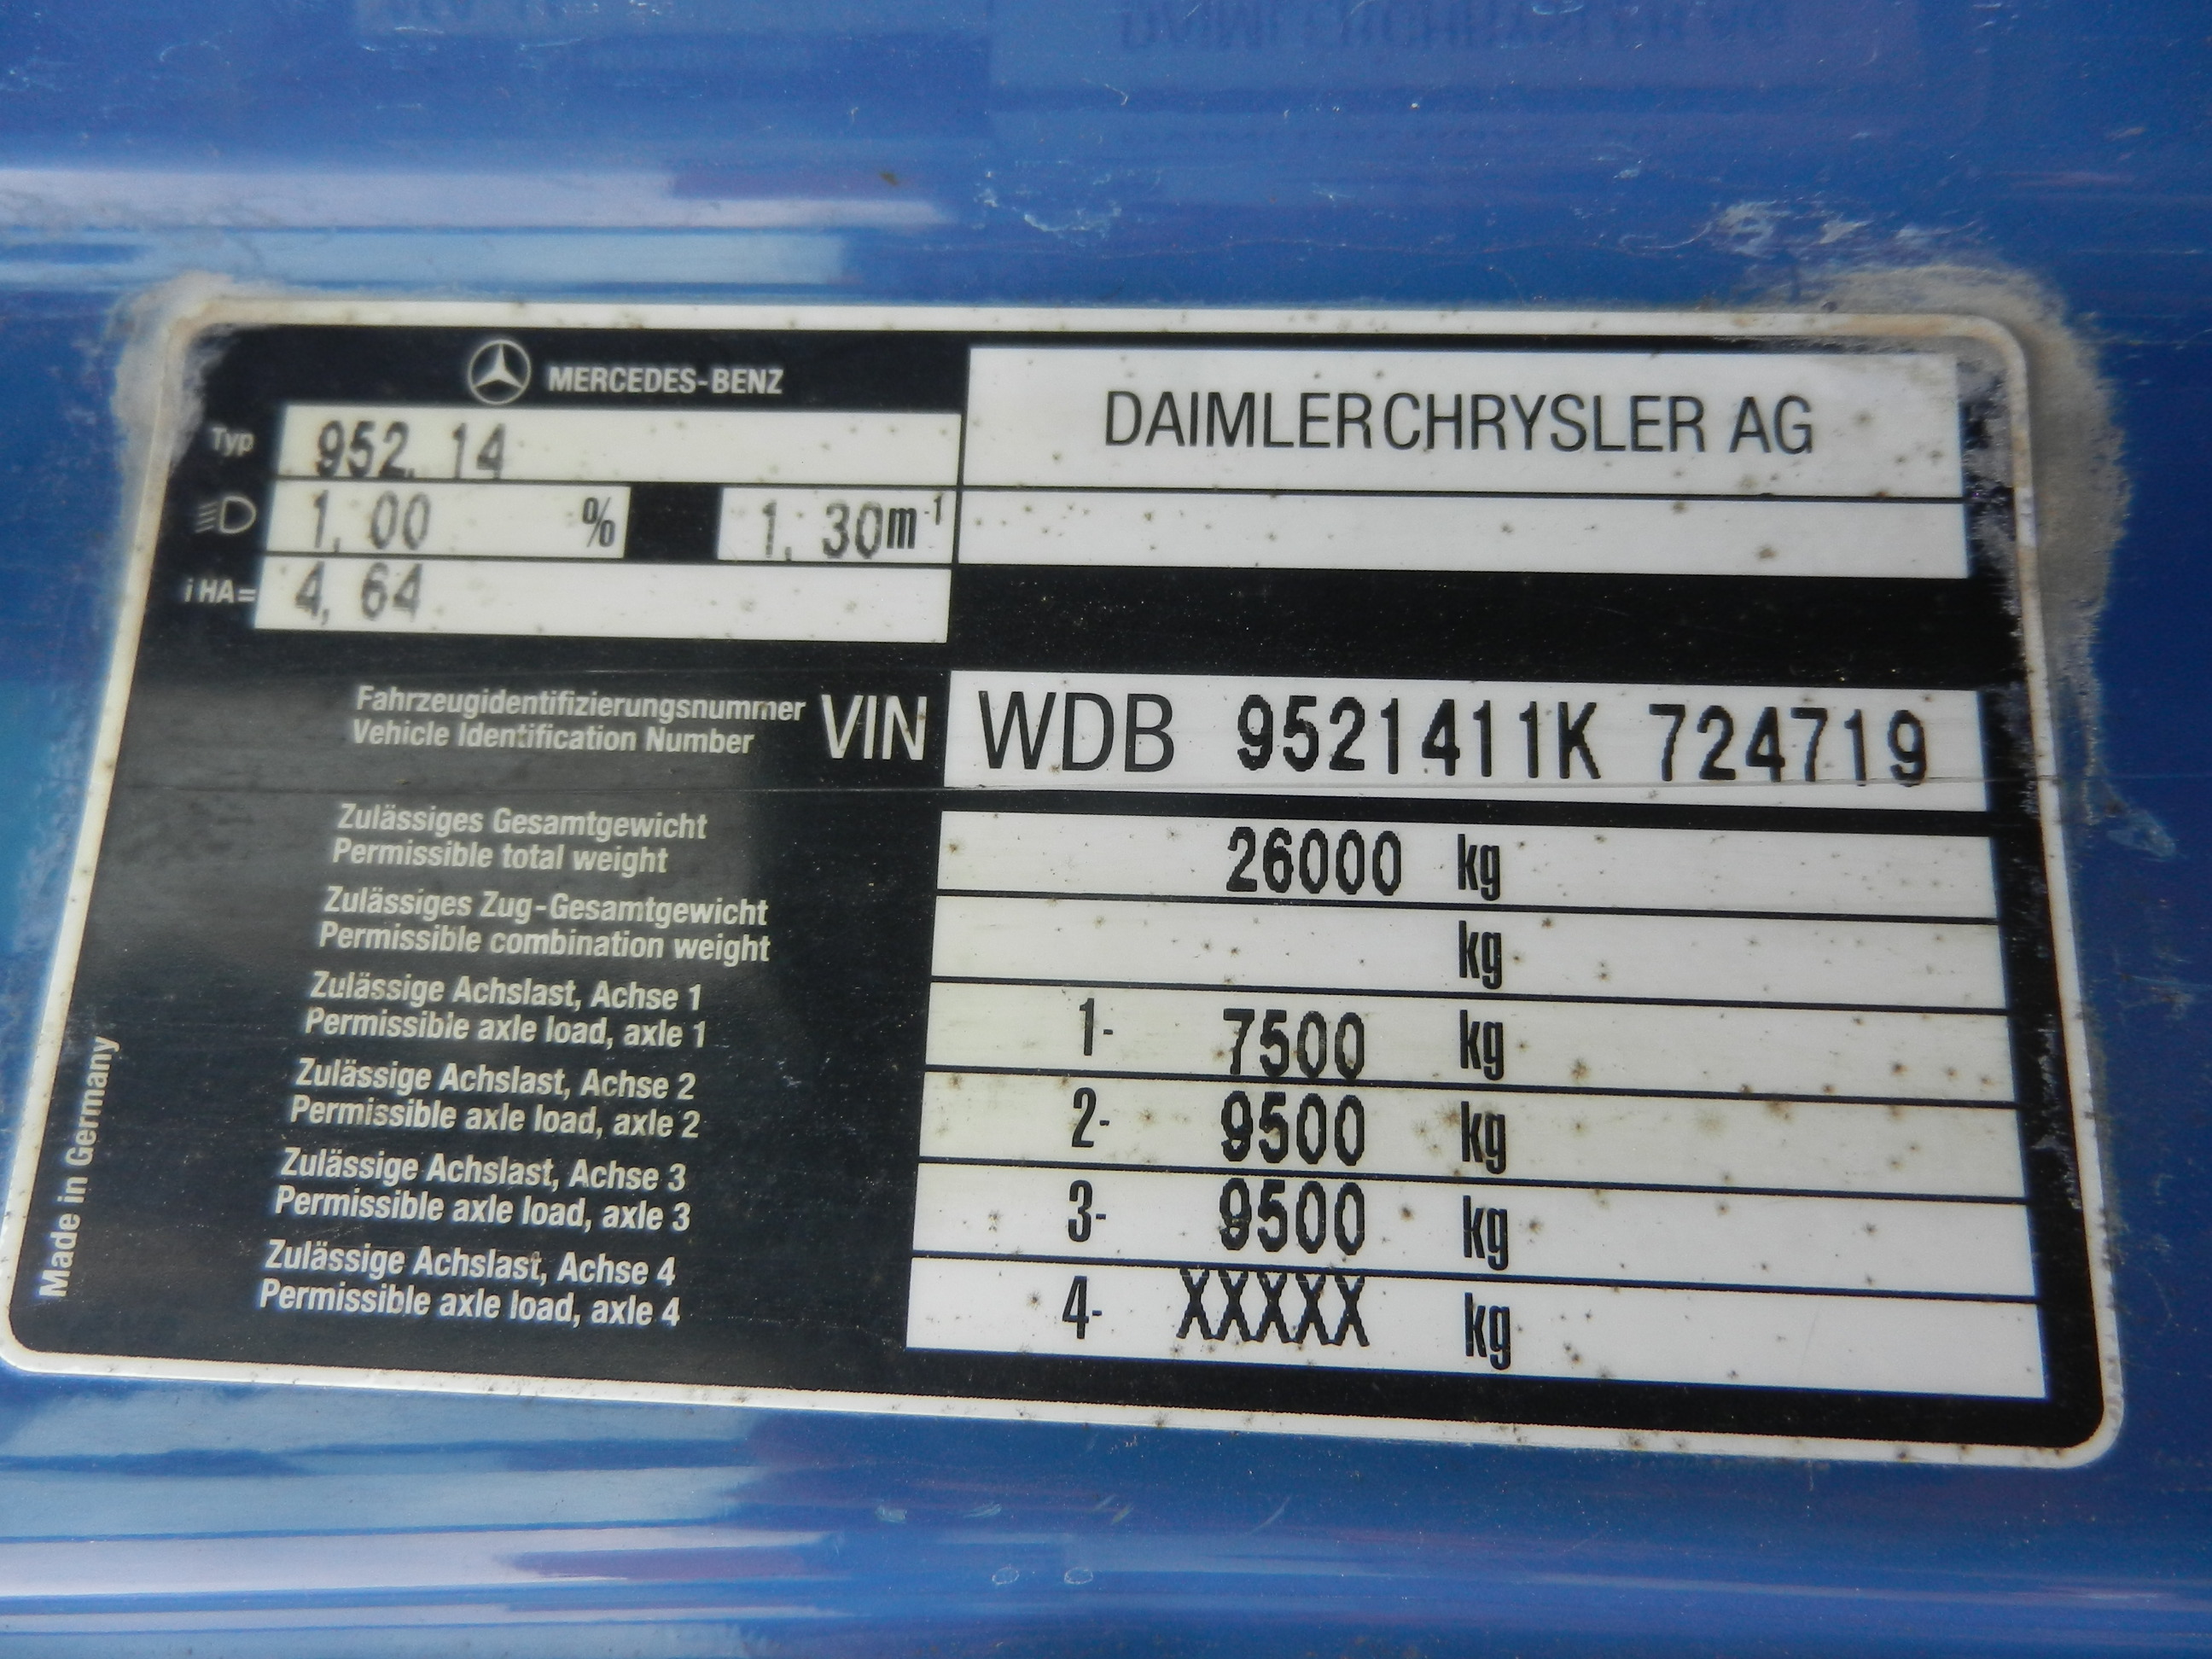 MERCEDES-BENZ
DAIMLERCHRYSLER AG
Typ 952.14
1,00 % 1,30m⁻¹
iHA= 4,64
Fahrzeugidentifizierungsnummer
Vehicle Identification Number
VIN WDB 9521411K 724719
Zulässiges Gesamtgewicht
Permissible total weight
26000 kg
Zulässiges Zug-Gesamtgewicht
Permissible combination weight
kg
Zulässige Achslast, Achse 1
Permissible axle load, axle 1
1- 7500 kg
Zulässige Achslast, Achse 2
Permissible axle load, axle 2
2- 9500 kg
Zulässige Achslast, Achse 3
Permissible axle load, axle 3
3- 9500 kg
Zulässige Achslast, Achse 4
Permissible axle load, axle 4
4- XXXXX kg
Made in Germany